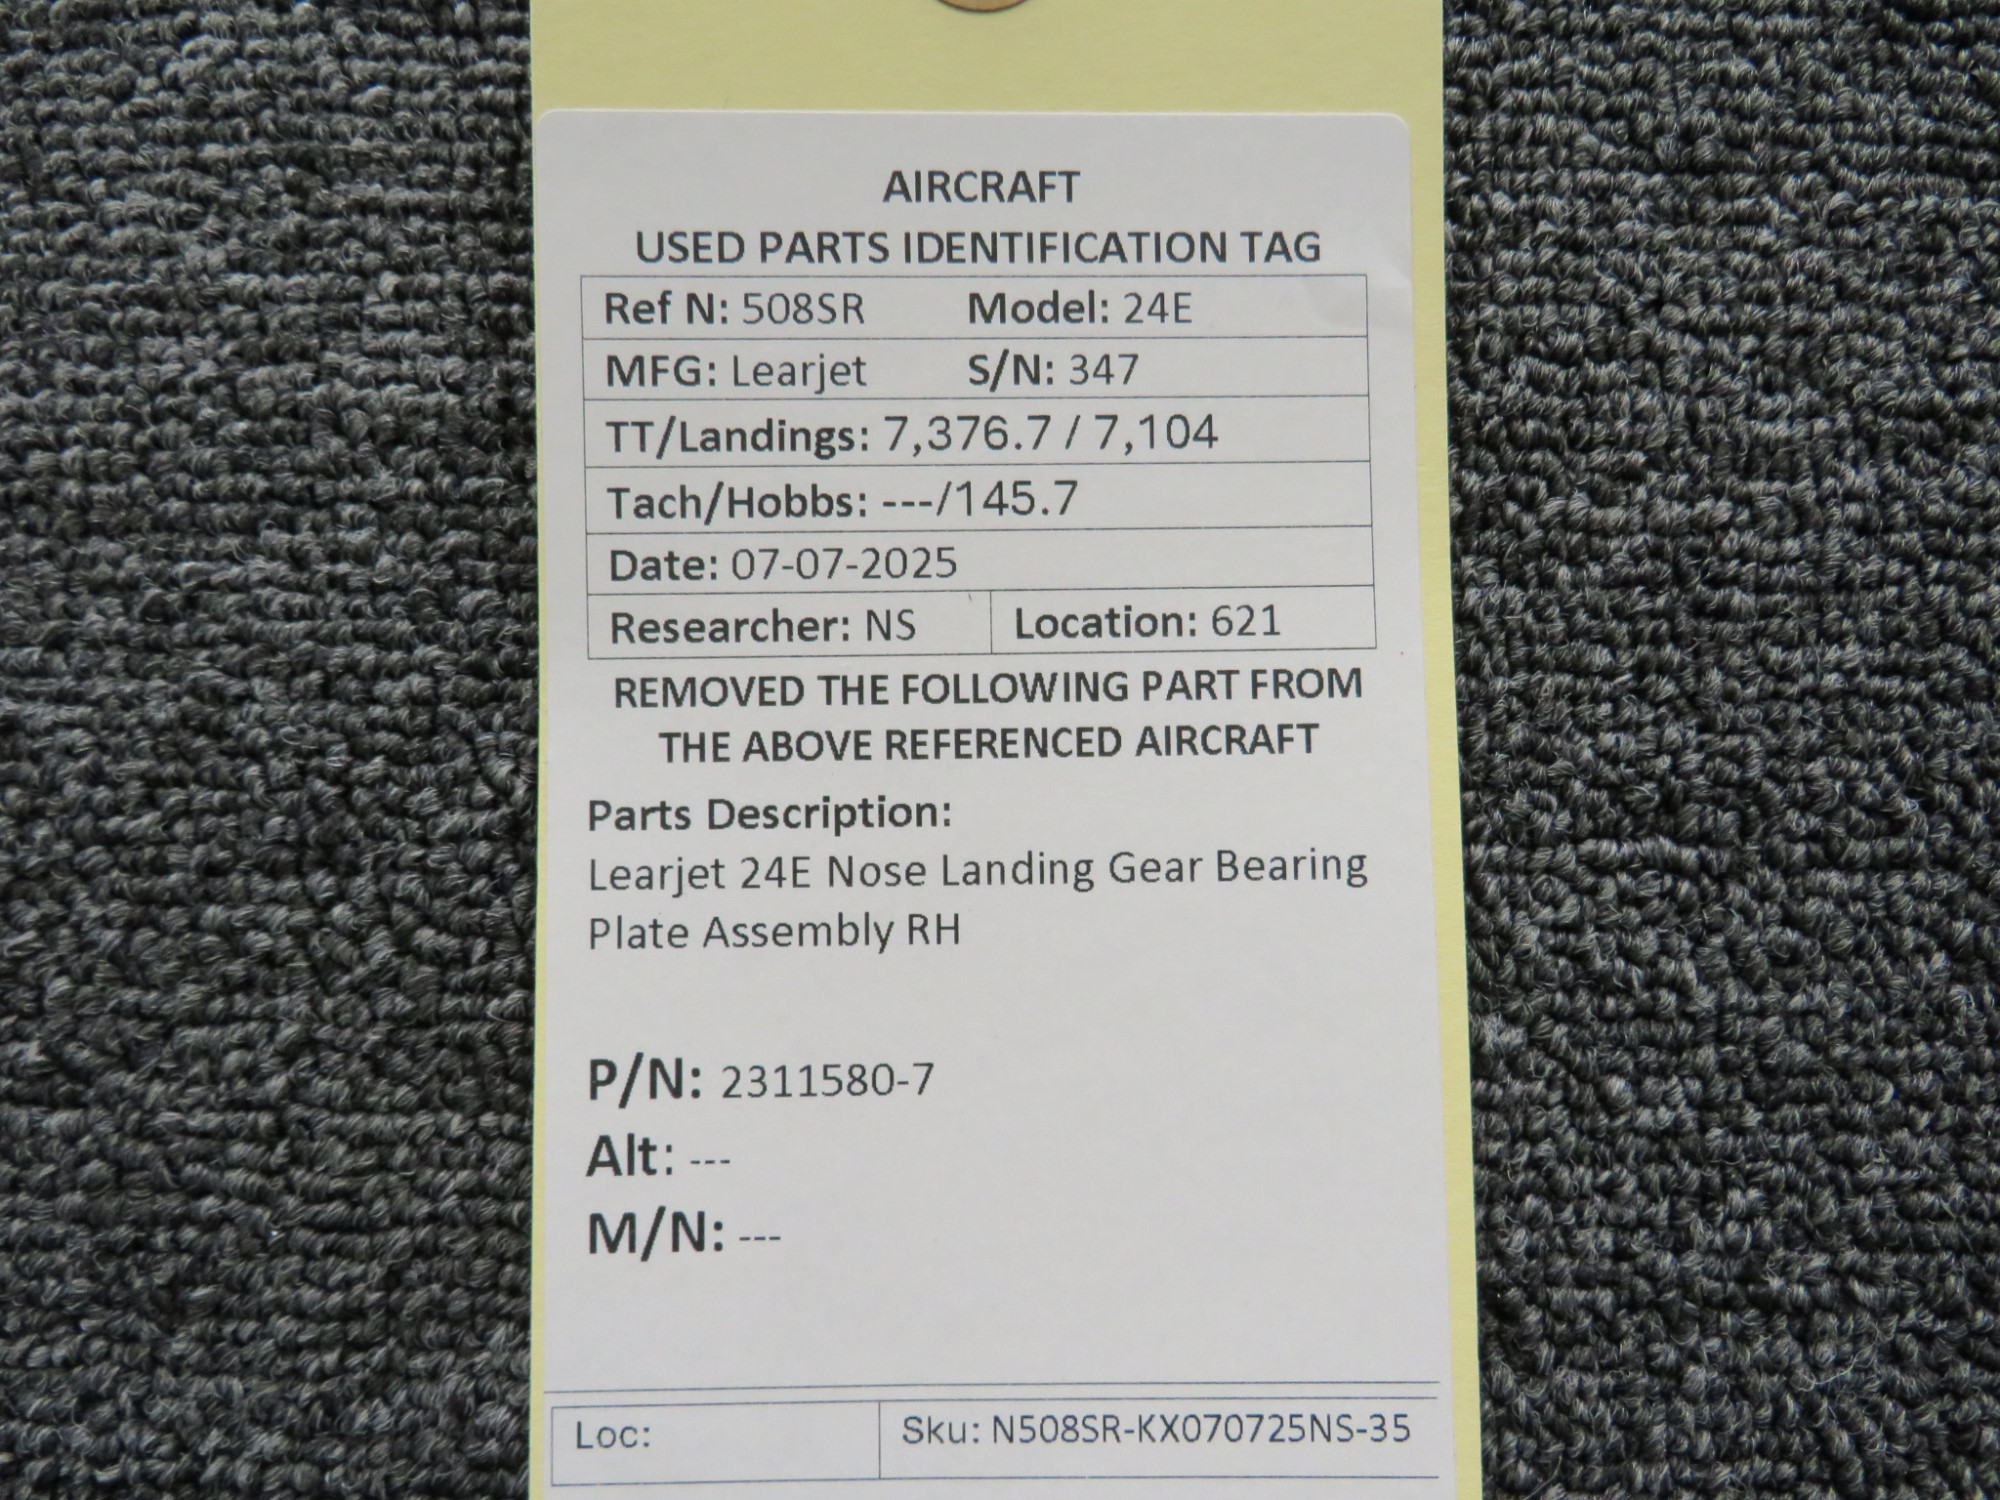 AIRCRAFT
USED PARTS IDENTIFICATION TAG
Ref N: 508SR Model: 24E
MFG: Learjet S/N: 347
TT/Landings: 7,376.7 / 7,104
Tach/Hobbs: ---/145.7
Date: 07-07-2025
Researcher: NS Location: 621
REMOVED THE FOLLOWING PART FROM
THE ABOVE REFERENCED AIRCRAFT
Parts Description:
Learjet 24E Nose Landing Gear Bearing
Plate Assembly RH
P/N: 2311580-7
Alt: ---
M/N: ---
Loc: Sku: N508SR-KX070725NS-35